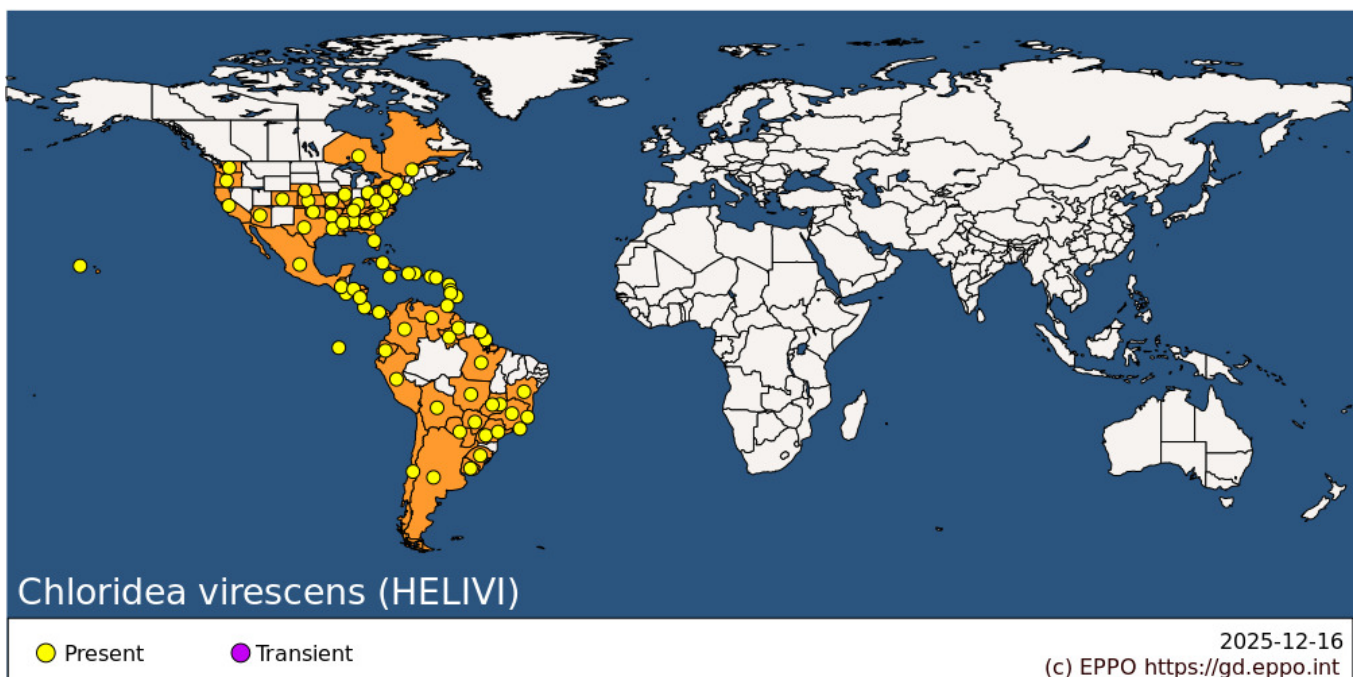 Chloridea virescens (HELIVI)
Present
Transient
2025-12-16
(c) EPPO https://gd.eppo.int